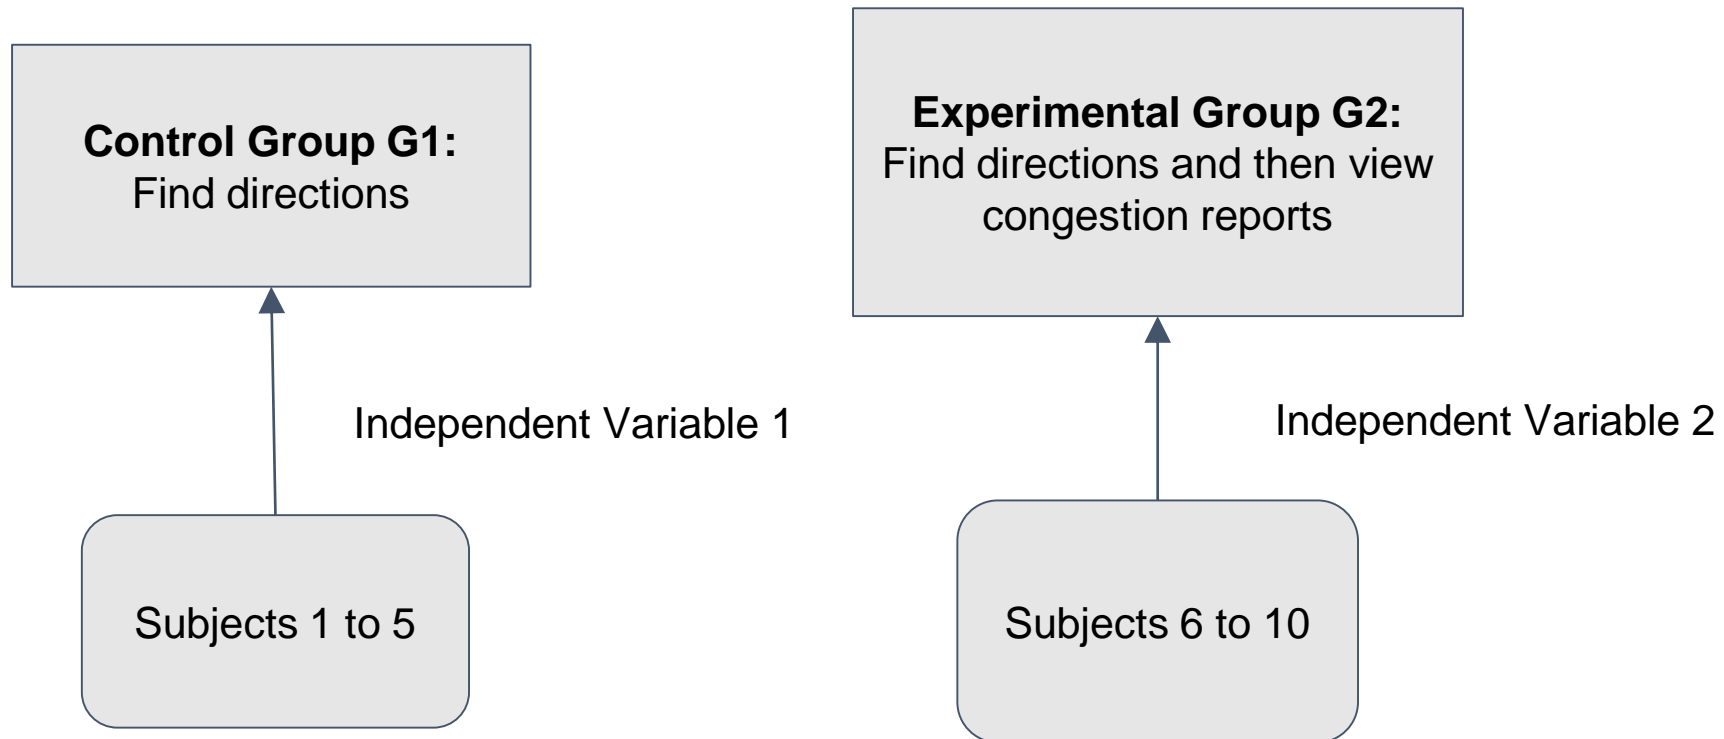 Control Group G1:
Find directions
Experimental Group G2:
Find directions and then view
congestion reports
Independent Variable 1
Independent Variable 2
Subjects 1 to 5
Subjects 6 to 10